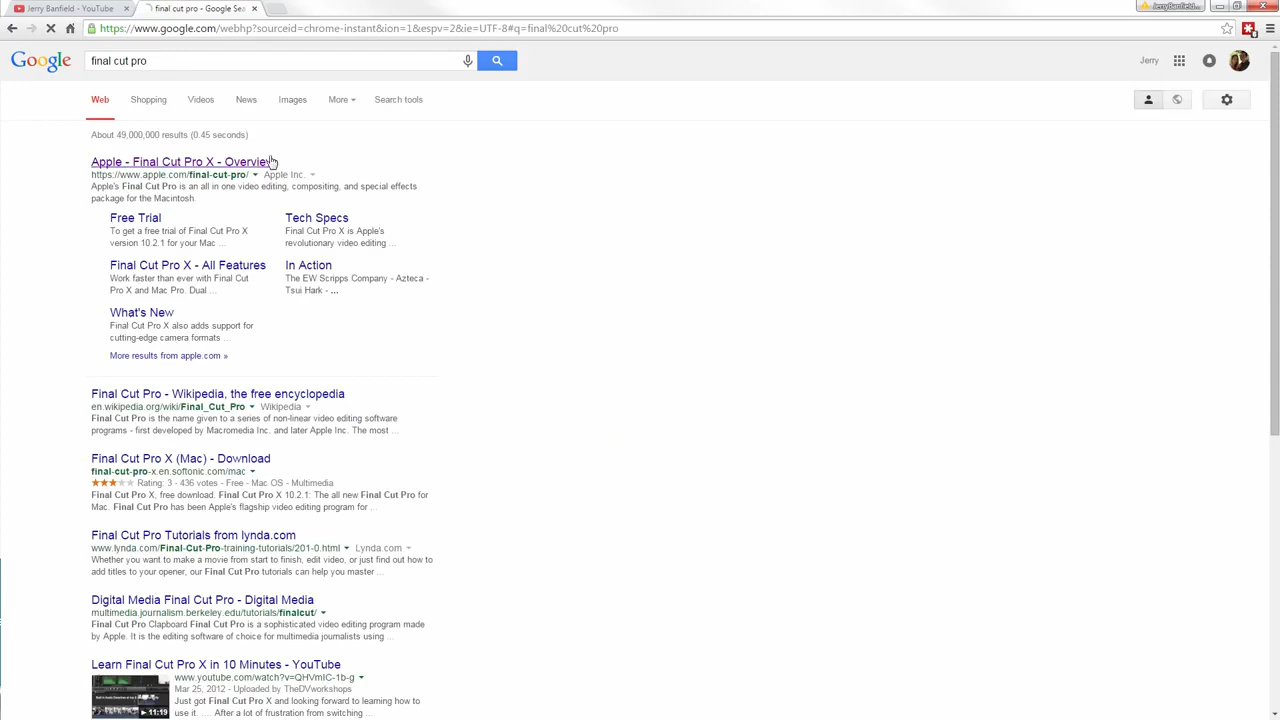 Jerry Banfield - YouTube
final cut pro - Google Sea
JerryBanfield...
https://www.google.com/webhp?sourceid=chrome-instant&ion=1&espv=2&ie=UTF-8#q=final%20cut%20pro
Google
final cut pro
Jerry
Web Shopping Videos News Images More Search tools
About 49,000,000 results (0.45 seconds)
Apple - Final Cut Pro X - Overview
https://www.apple.com/final-cut-pro/ Apple Inc.
Apple's Final Cut Pro is an all in one video editing, compositing, and special effects
package for the Macintosh.
Free Trial
To get a free trial of Final Cut Pro X
version 10.2.1 for your Mac ...
Tech Specs
Final Cut Pro X is Apple's
revolutionary video editing ...
Final Cut Pro X - All Features
Work faster than ever with Final Cut
Pro X and Mac Pro. Dual ...
In Action
The EW Scripps Company - Azteca -
Tsui Hark - ...
What's New
Final Cut Pro X also adds support for
cutting-edge camera formats ...
More results from apple.com »
Final Cut Pro - Wikipedia, the free encyclopedia
en.wikipedia.org/wiki/Final_Cut_Pro Wikipedia
Final Cut Pro is the name given to a series of non-linear video editing software
programs - first developed by Macromedia Inc. and later Apple Inc. The most ...
Final Cut Pro X (Mac) - Download
final-cut-pro-x.en.softonic.com/mac
Rating: 3 - 436 votes - Free - Mac OS - Multimedia
Final Cut Pro X, free download. Final Cut Pro X 10.2.1: The all new Final Cut Pro for
Mac. Final Cut Pro has been Apple's flagship video editing program for ...
Final Cut Pro Tutorials from lynda.com
www.lynda.com/Final-Cut-Pro-training-tutorials/201-0.html Lynda.com
Whether you want to make a movie from start to finish, edit video, or just find out how to
add titles to your opener, our Final Cut Pro tutorials can help you master ...
Digital Media Final Cut Pro - Digital Media
multimedia.journalism.berkeley.edu/tutorials/finalcut/
Final Cut Pro Clapboard Final Cut Pro is a sophisticated video editing program made
by Apple. It is the editing software of choice for multimedia journalists using ...
Learn Final Cut Pro X in 10 Minutes - YouTube
www.youtube.com/watch?v=QHVmIC-1b-g
Mar 25, 2012 - Uploaded by TheDVworkshops
Just got Final Cut Pro X and looking forward to learning how to
use it. .... After a lot of frustration from switching ...
11:19